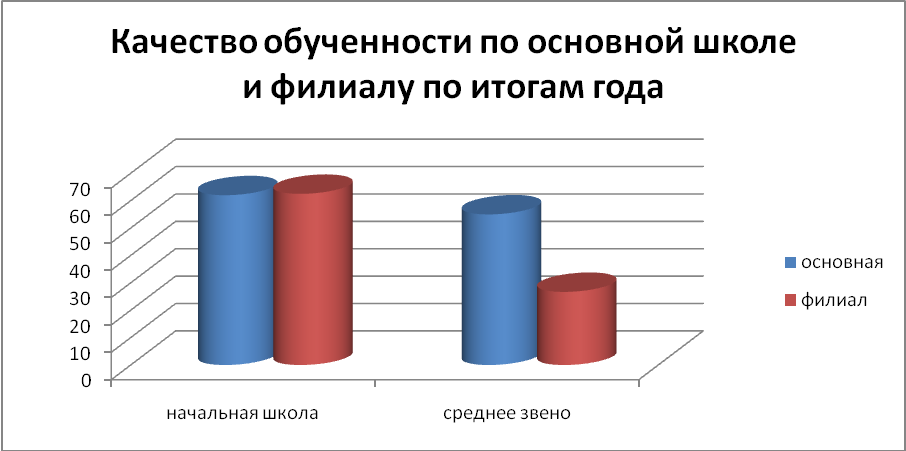 Качество обученности по основной школе
и филиалу по итогам года
70
60
50
40
30
20
10
0
начальная школа
среднее звено
основная
филиал